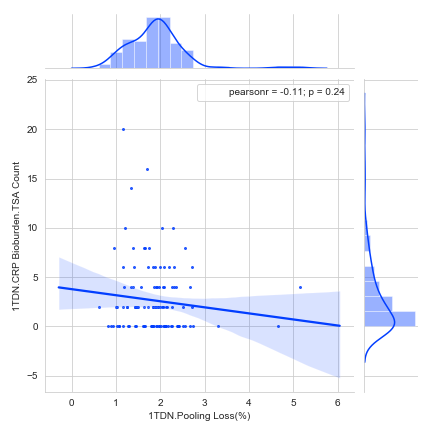 pearsonr = -0.11; p = 0.24
25
20
15
10
5
0
−5
1TDN.CRP Bioburden.TSA Count
0 1 2 3 4 5 6
1TDN.Pooling Loss(%)